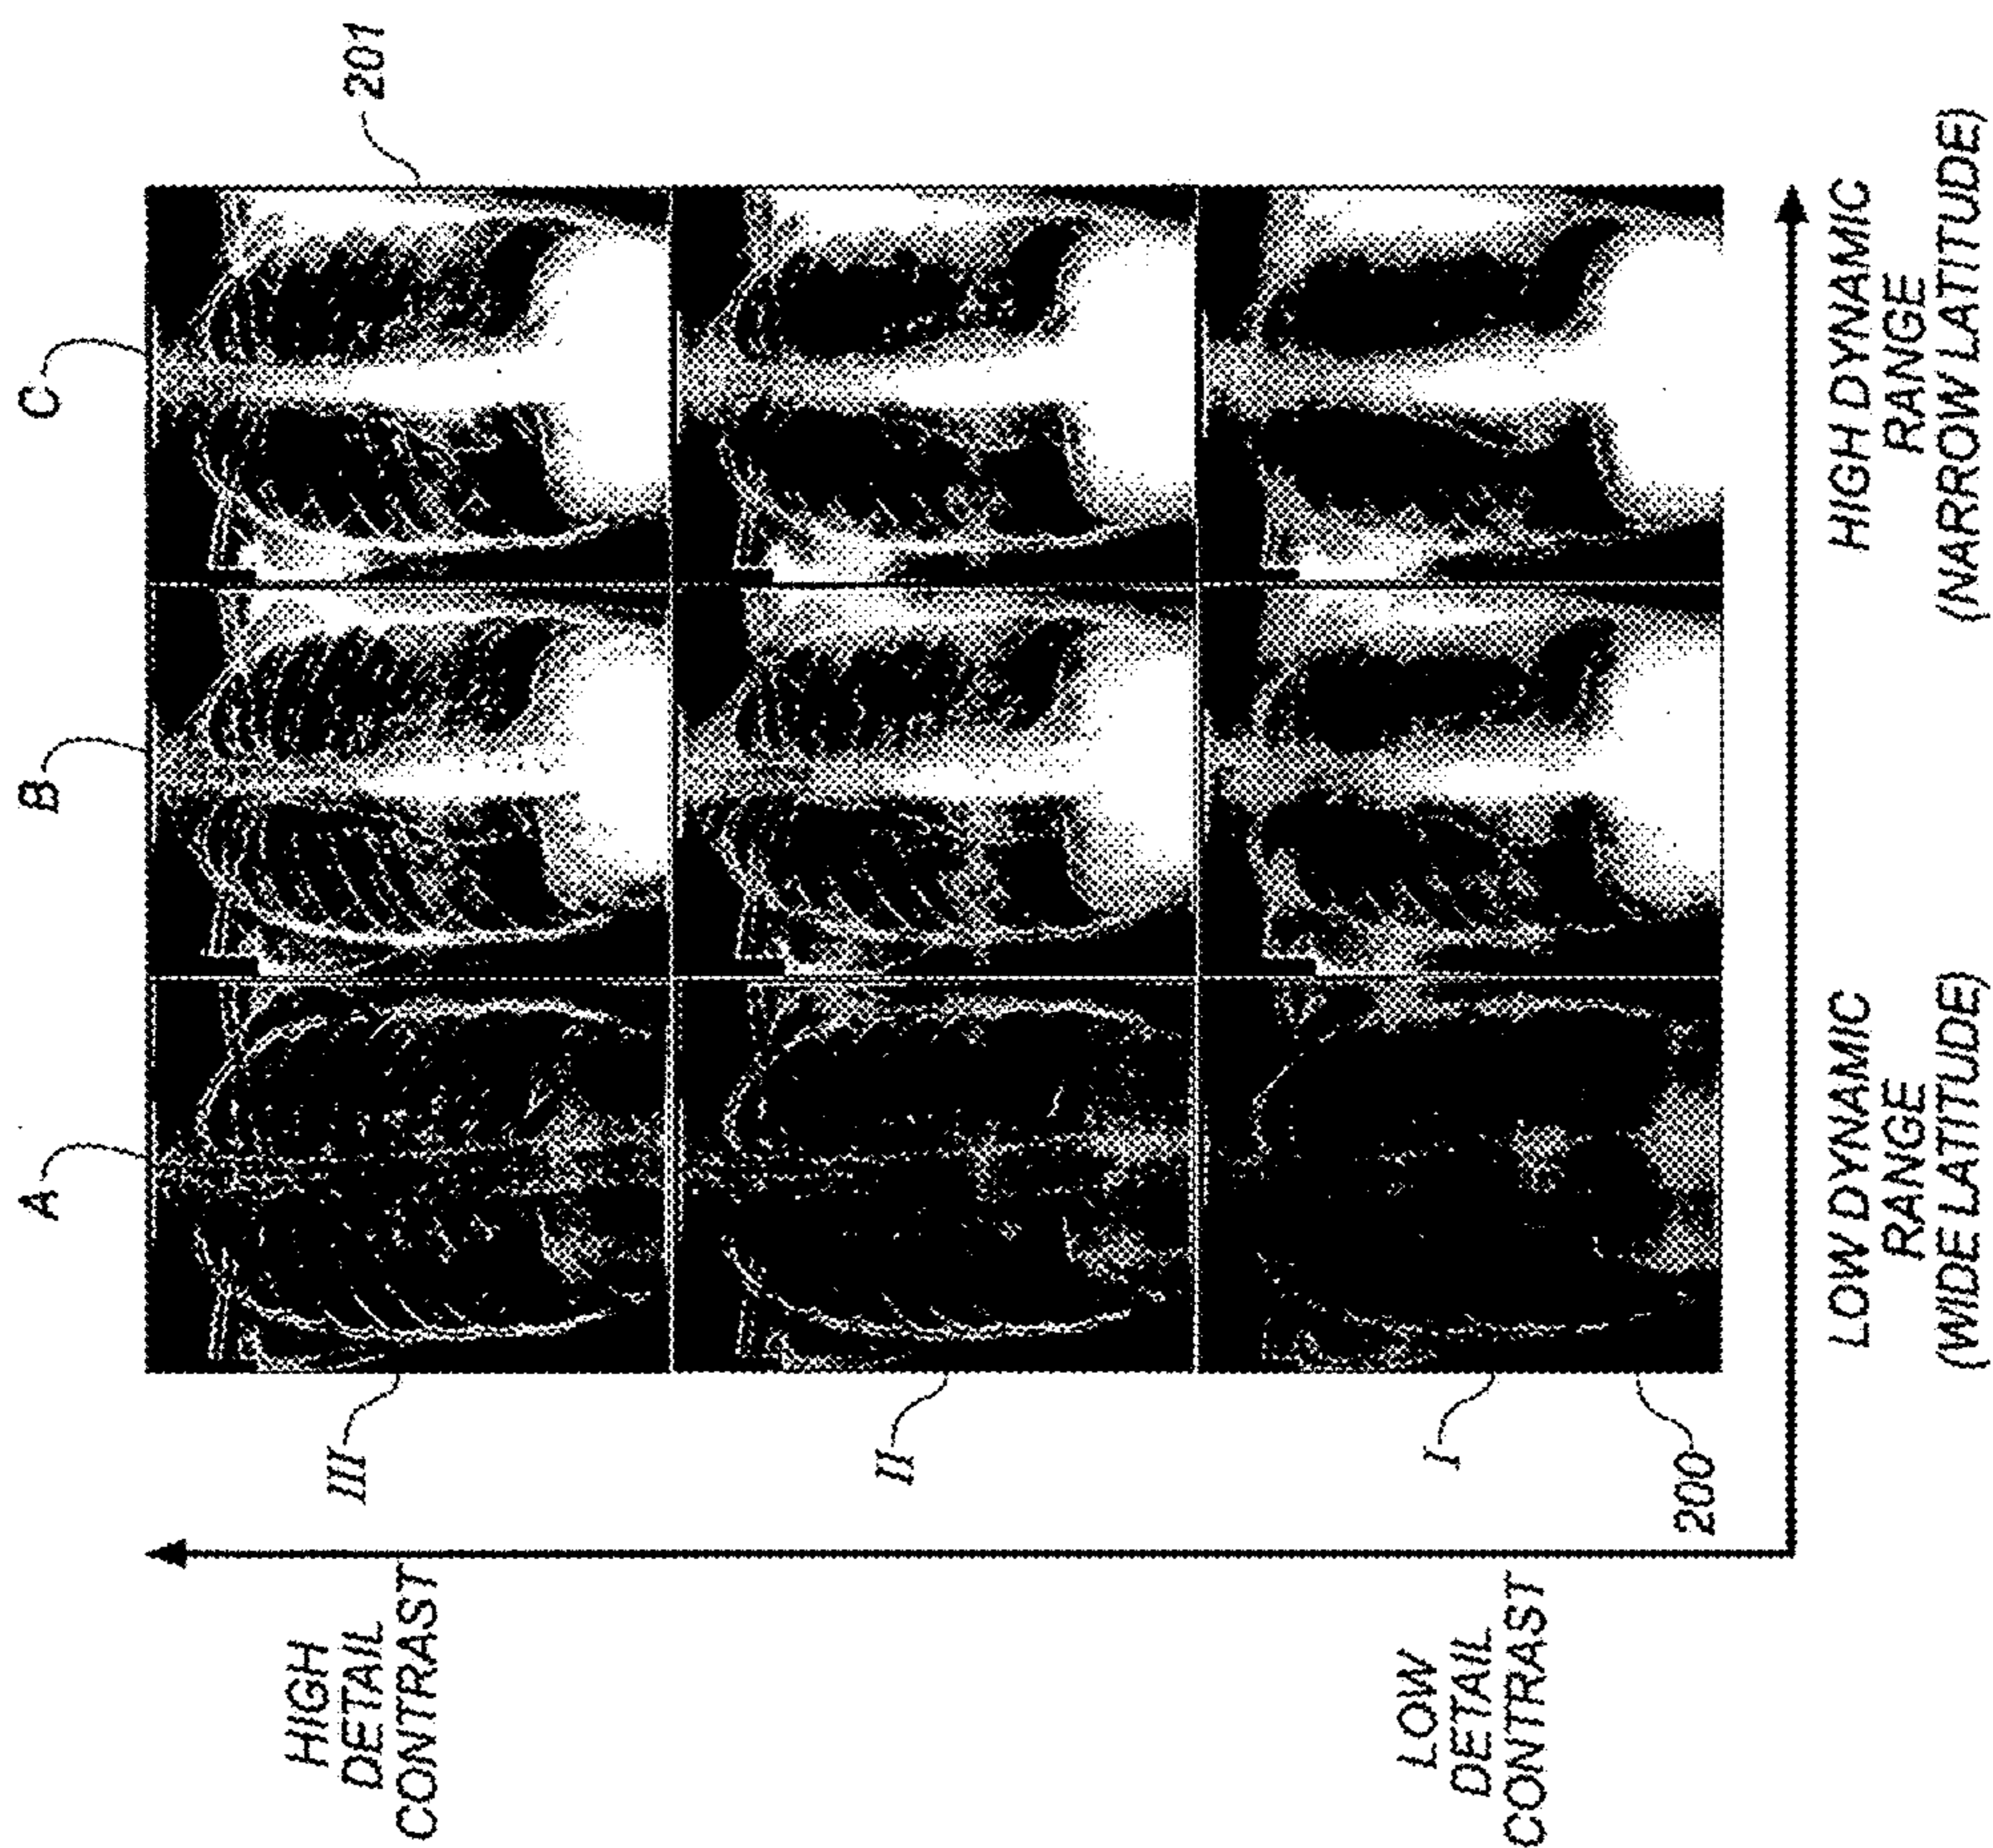 A
B
C
HIGH
DETAIL
CONTRAST
III
201
II
LOW
DETAIL
CONTRAST
I
200
LOW DYNAMIC
RANGE
(WIDE LATITUDE)
HIGH DYNAMIC
RANGE
(NARROW LATITUDE)